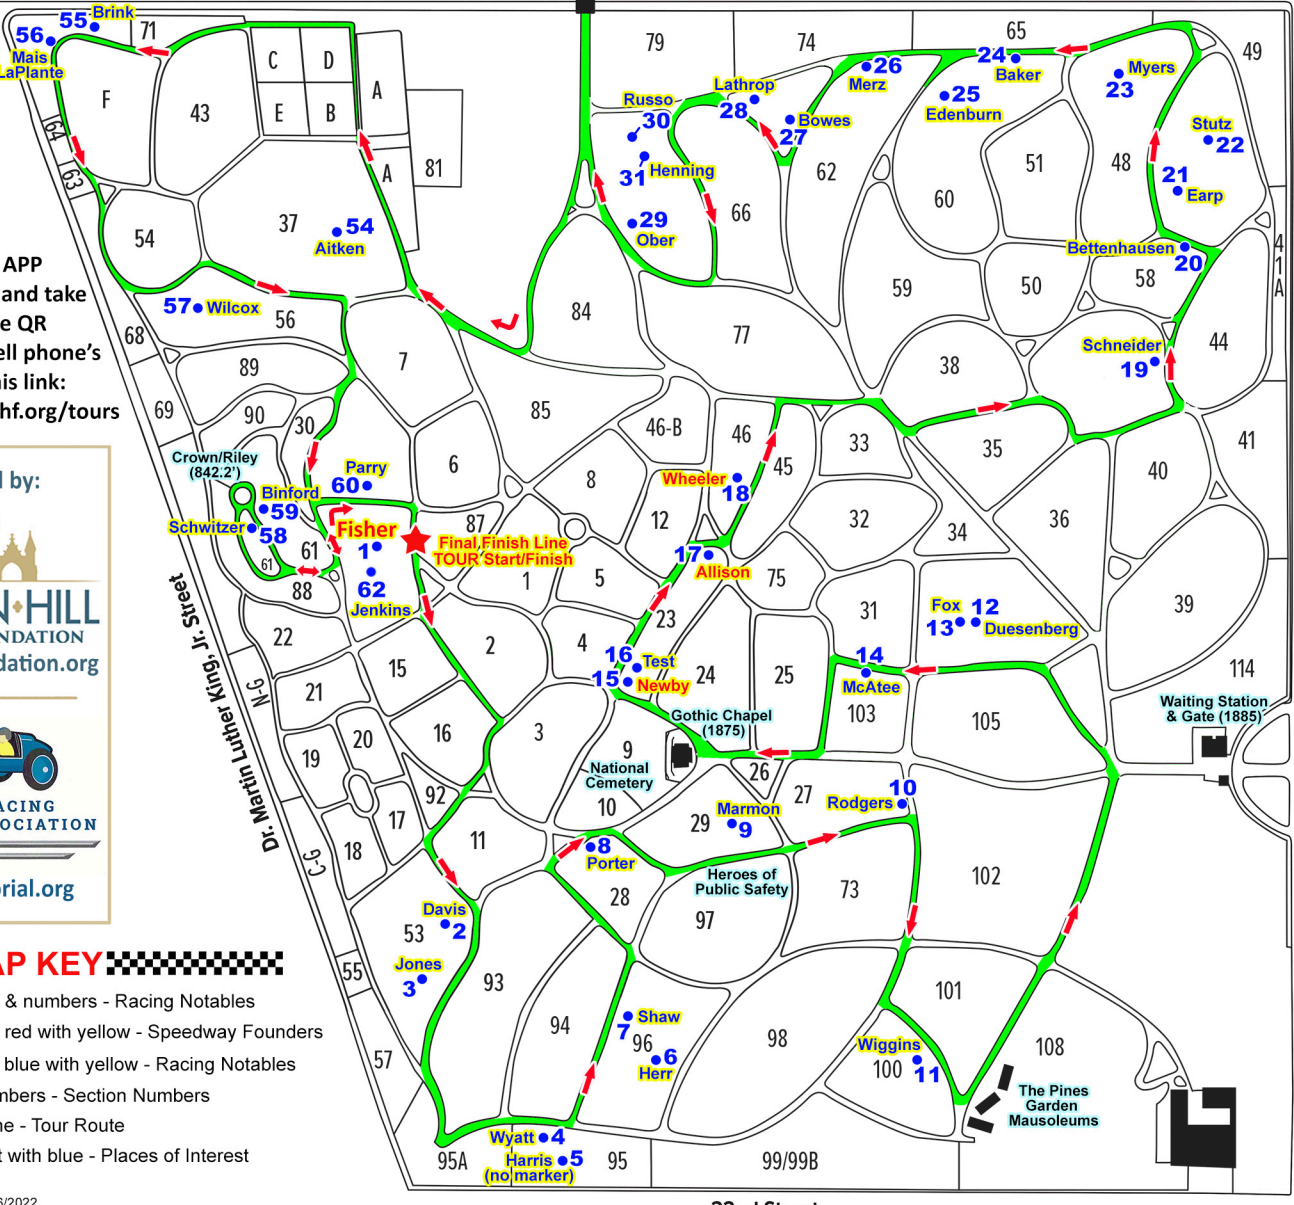 55 Brink
56
Mais
LaPlante
71
F
43
C
D
E
B
A
A
81
64
63
54
37
54
Aitken
57 Wilcox
56
68
89
90
30
69
7
79
74
65
49
Lathrop
28
26
Merz
24
Baker
Myers
23
25
Edenburn
Russo
30
Bowes
27
31 Henning
29
Ober
66
62
51
48
60
Stutz
22
21
Earp
Bettenhausen
20
41A
59
50
58
84
77
38
44
Schneider
19
APP
and take
e QR
ell phone's
his link:
hf.org/tours
d by:
N•HILL
UNDATION
dation.org
ACING
SOCIATION
orial.org
85
46-B
46
45
33
35
40
41
Crown/Riley
(842.2')
Parry
60
6
8
Wheeler
18
Binford
59
Schwitzer
58
61
61
88
Fisher
1
62
Jenkins
87
Final Finish Line
TOUR Start/Finish
12
32
34
36
17
Allison
75
1
5
23
31
Fox 12
13 Duesenberg
39
22
15
2
4
16 Test
15 Newby
24
25
14
McAtee
103
105
114
N-G
21
16
3
9
Gothic Chapel
(1875)
Waiting Station
& Gate (1885)
19
20
National
Cemetery
26
Dr. Martin Luther King, Jr. Street
92
10
27
Rodgers
10
17
11
29
Marmon
9
C-G
18
8
Porter
Heroes of
Public Safety
28
73
102
Davis
2
53
97
Jones
3
55
93
94
101
AP KEY
& numbers - Racing Notables
red with yellow - Speedway Founders
blue with yellow - Racing Notables
mbers - Section Numbers
ne - Tour Route
t with blue - Places of Interest
6/2022
7 Shaw
96
6
Herr
98
Wiggins
11
100
108
The Pines
Garden
Mausoleums
57
Wyatt 4
Harris 5
(no marker)
95A
95
99/99B